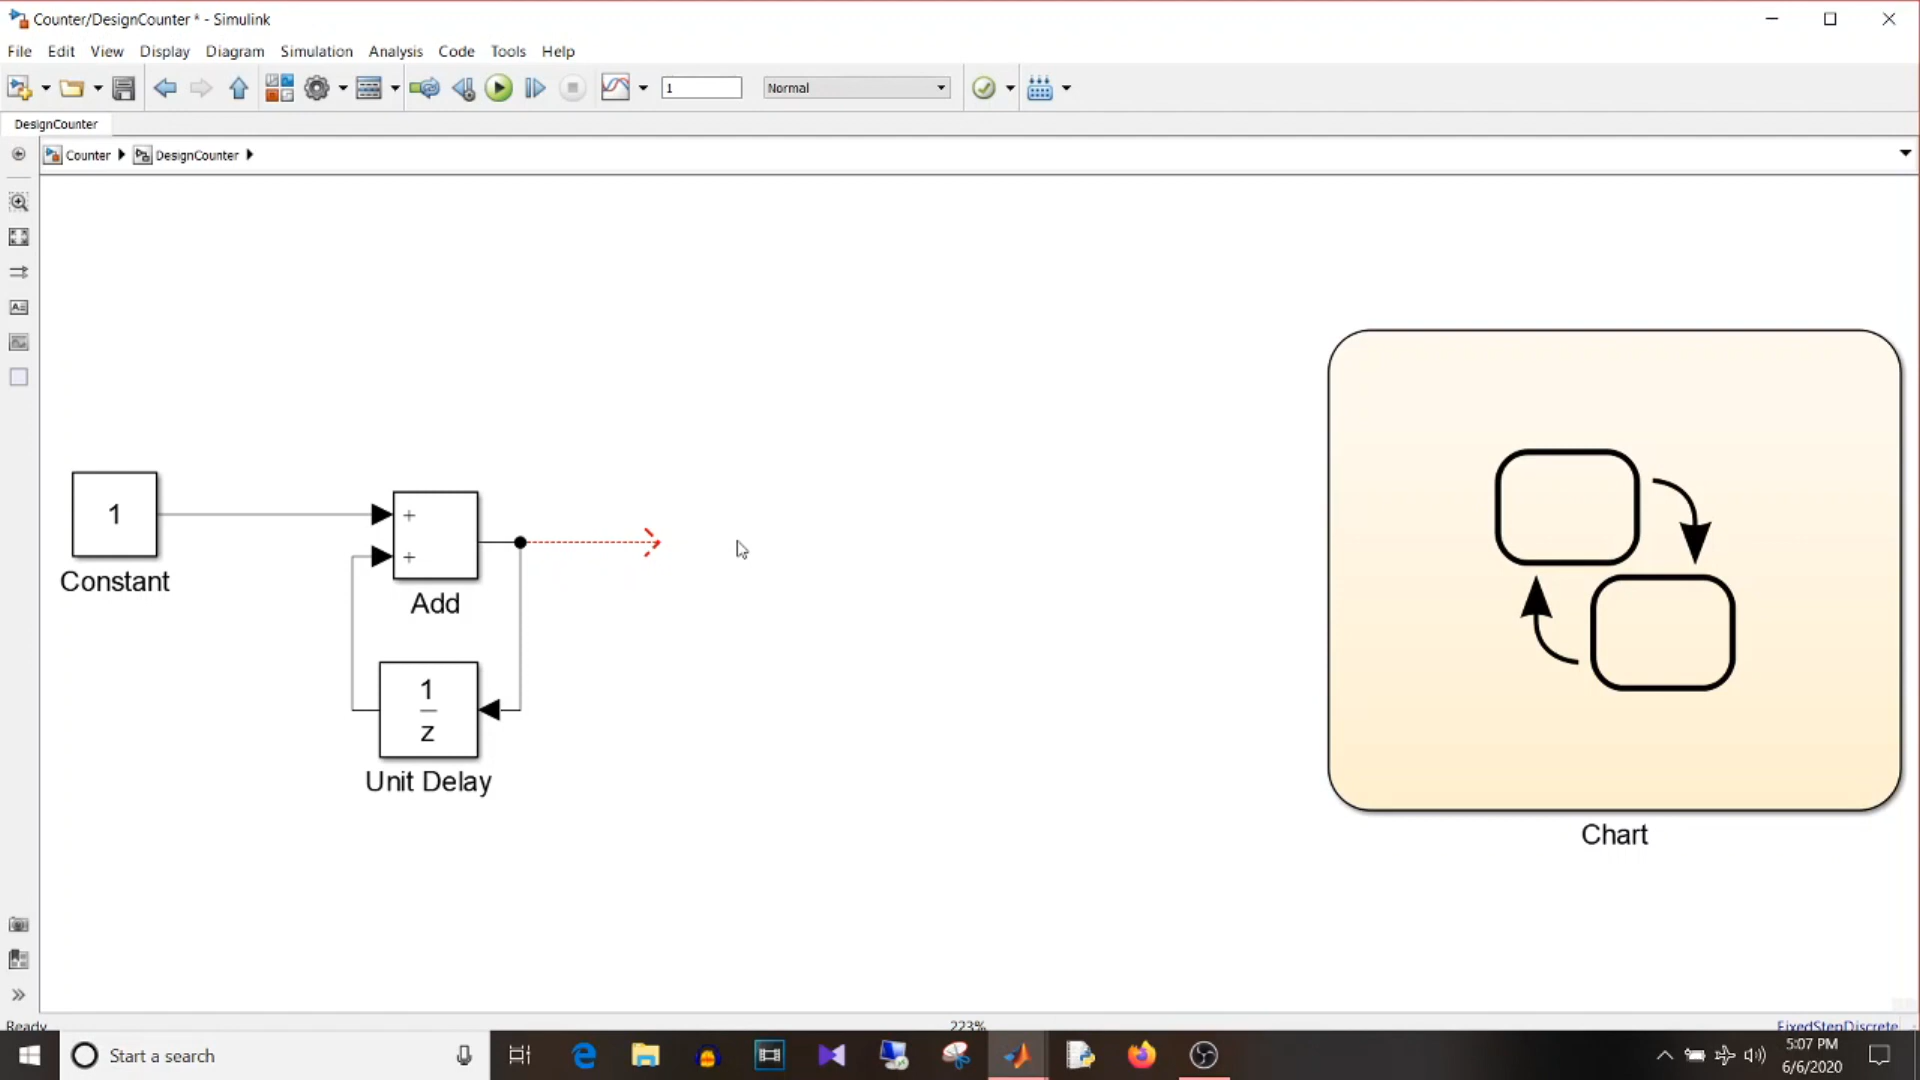 Counter/DesignCounter * - Simulink
File Edit View Display Diagram Simulation Analysis Code Tools Help
1 Normal
DesignCounter
Counter DesignCounter
1
Constant
+
+
Add
1
z
Unit Delay
Chart
Ready 223% FixedStepDiscrete
Start a search
5:07 PM
6/6/2020